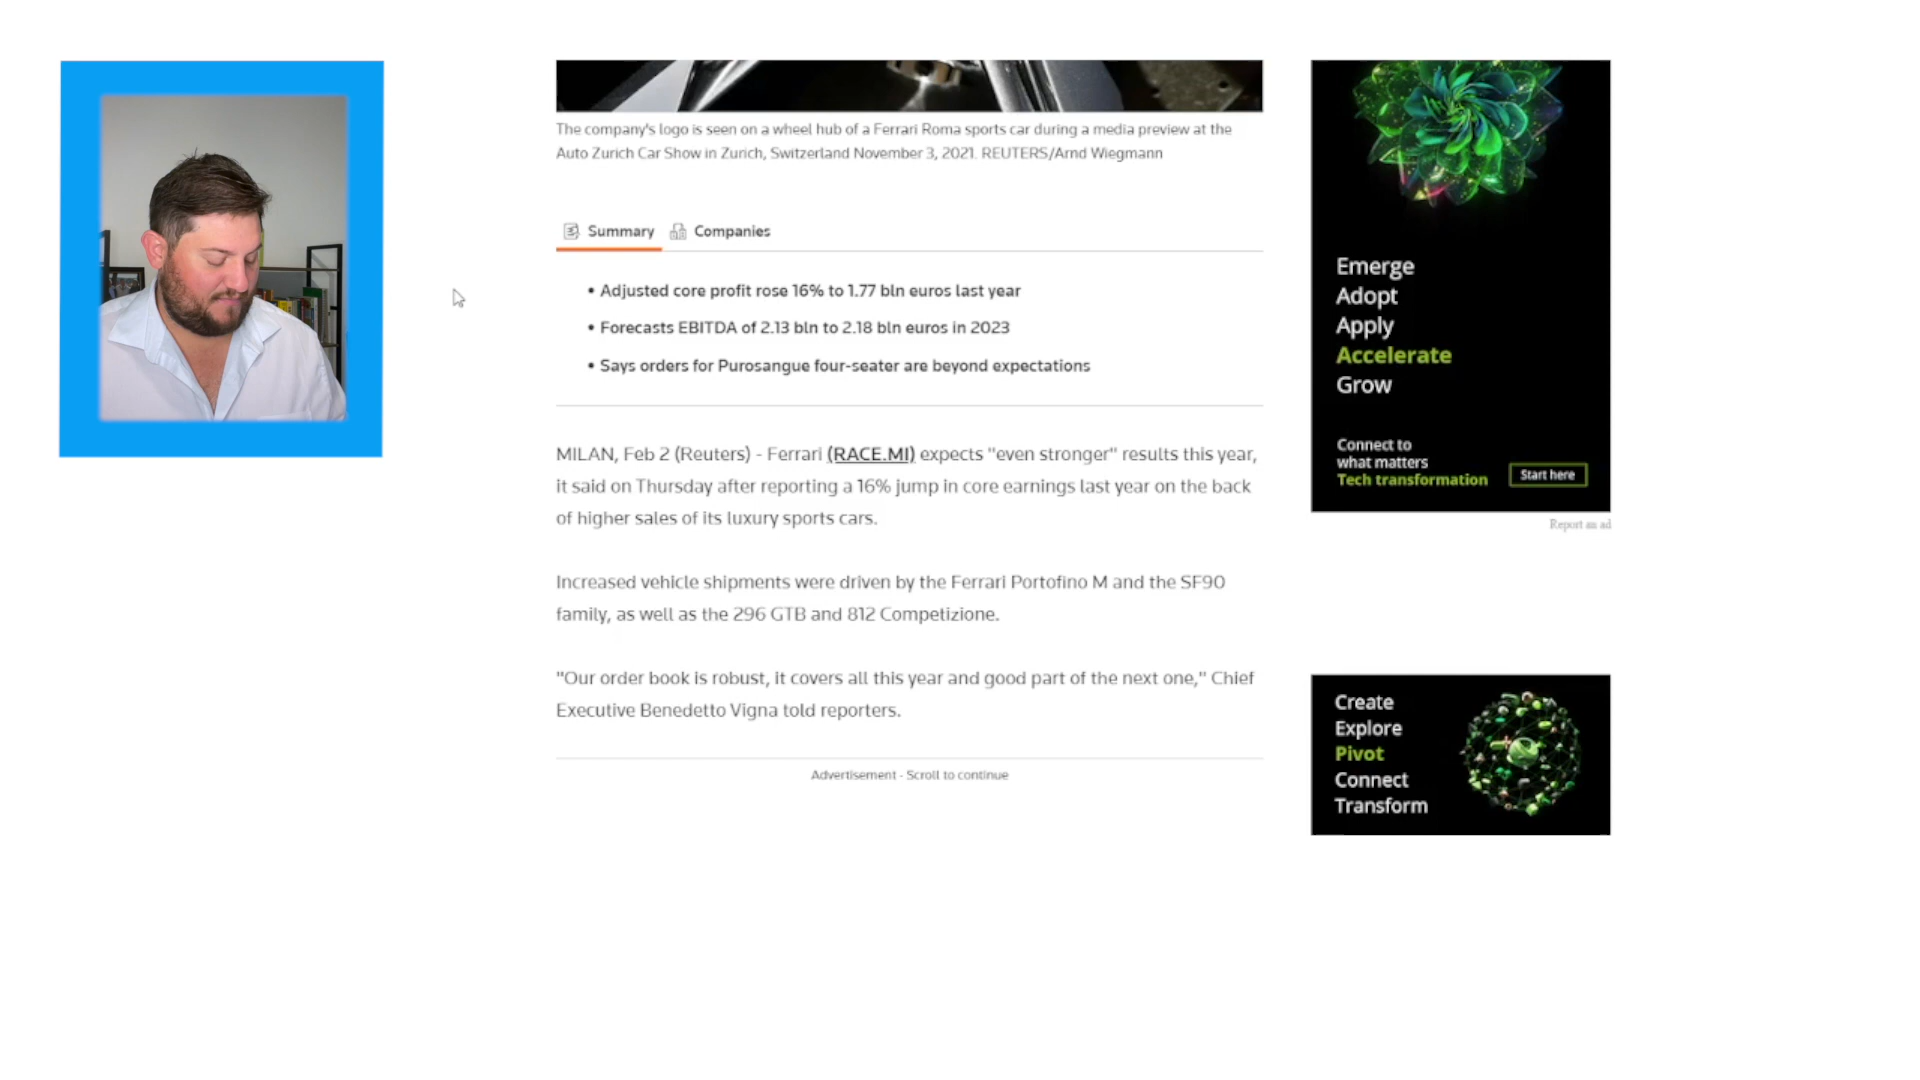 The company's logo is seen on a wheel hub of a Ferrari Roma sports car during a media preview at the
Auto Zurich Car Show in Zurich, Switzerland November 3, 2021. REUTERS/Arnd Wiegmann
Summary
Companies
• Adjusted core profit rose 16% to 1.77 bln euros last year
• Forecasts EBITDA of 2.13 bln to 2.18 bln euros in 2023
• Says orders for Purosangue four-seater are beyond expectations
MILAN, Feb 2 (Reuters) - Ferrari (RACE.MI) expects "even stronger" results this year,
it said on Thursday after reporting a 16% jump in core earnings last year on the back
of higher sales of its luxury sports cars.
Increased vehicle shipments were driven by the Ferrari Portofino M and the SF90
family, as well as the 296 GTB and 812 Competizione.
"Our order book is robust, it covers all this year and good part of the next one," Chief
Executive Benedetto Vigna told reporters.
Advertisement · Scroll to continue
Emerge
Adopt
Apply
Accelerate
Grow
Connect to
what matters
Tech transformation
Start here
Report an ad
Create
Explore
Pivot
Connect
Transform